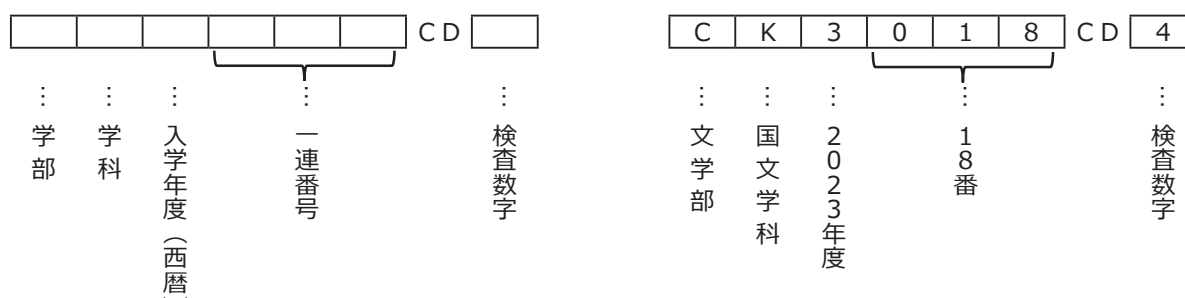 CD
C K 3 0 1 8 CD 4
学部
学科
入学年度（西暦
一連番号
検査数字
文学部
国文学科
2023年度
18番
検査数字